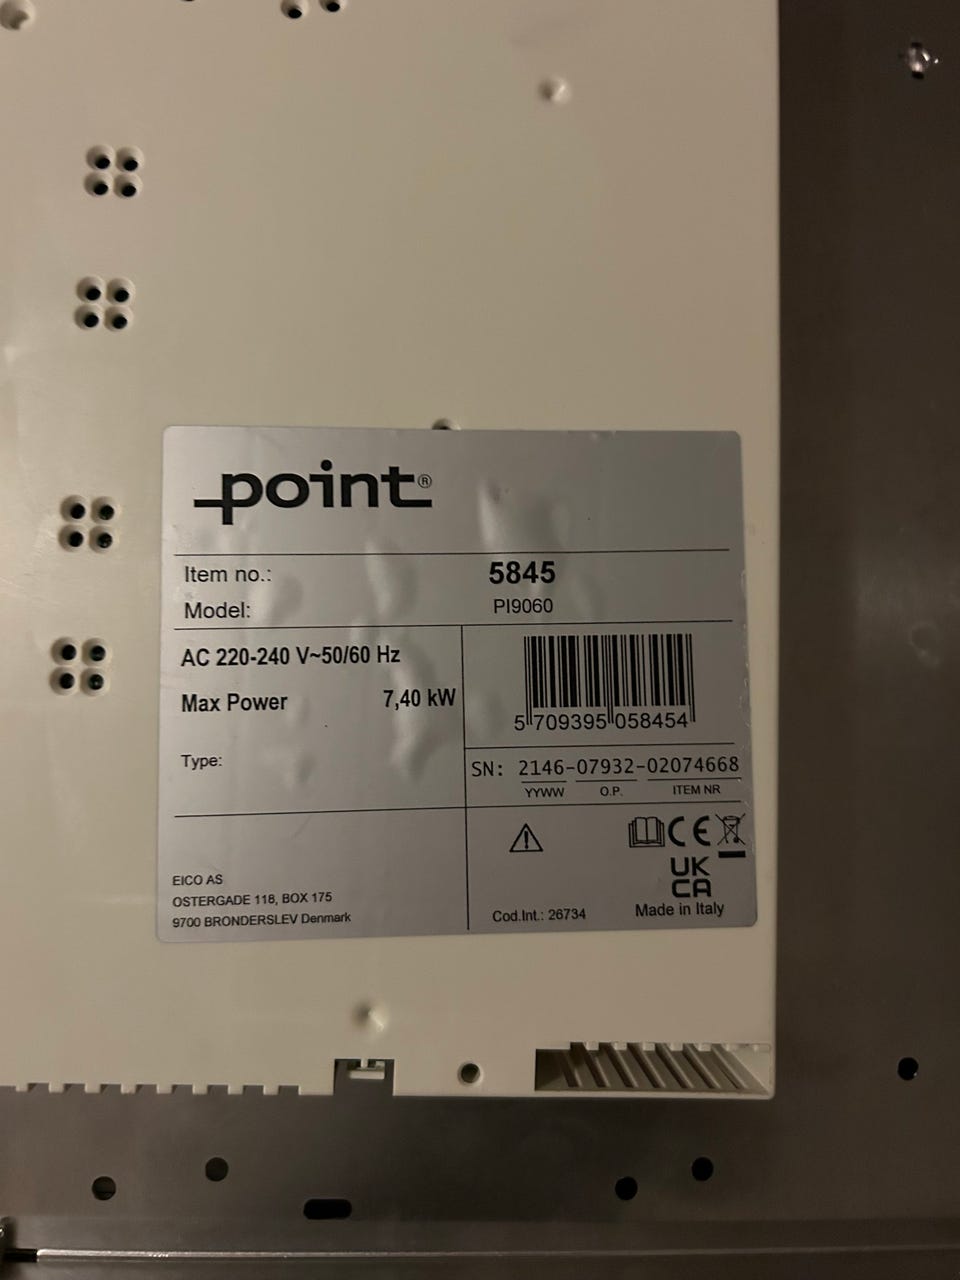 point®
Item no.: 5845
Model: PI9060
AC 220-240 V~50/60 Hz
Max Power 7,40 kW
5 709395 058454
Type:
SN: 2146-07932-02074668
YYWW O.P. ITEM NR
CE
UK
CA
EICO AS
OSTERGADE 118, BOX 175
9700 BRONDERSLEV Denmark
Cod.Int.: 26734
Made in Italy